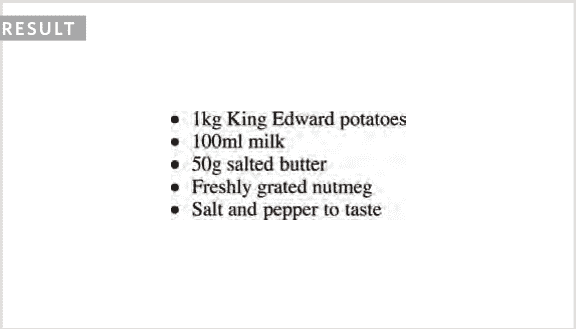 RESULT
• 1kg King Edward potatoes
• 100ml milk
• 50g salted butter
• Freshly grated nutmeg
• Salt and pepper to taste